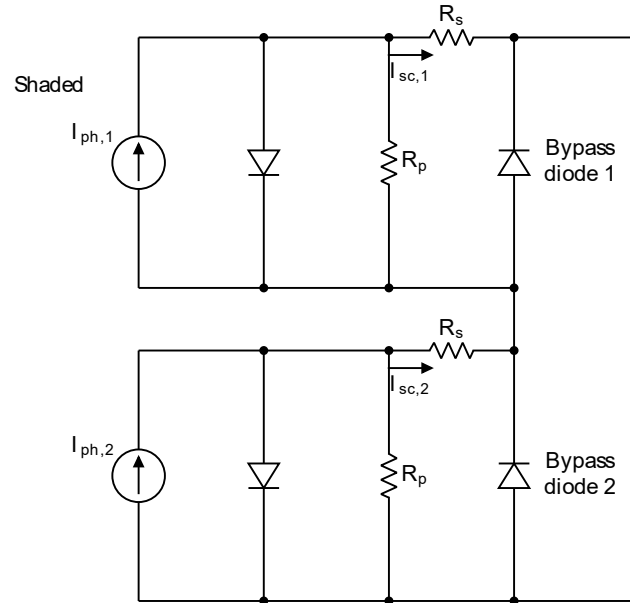 R_s
I_sc,1
Shaded
I_ph,1
R_p
Bypass
diode 1
R_s
I_sc,2
I_ph,2
R_p
Bypass
diode 2